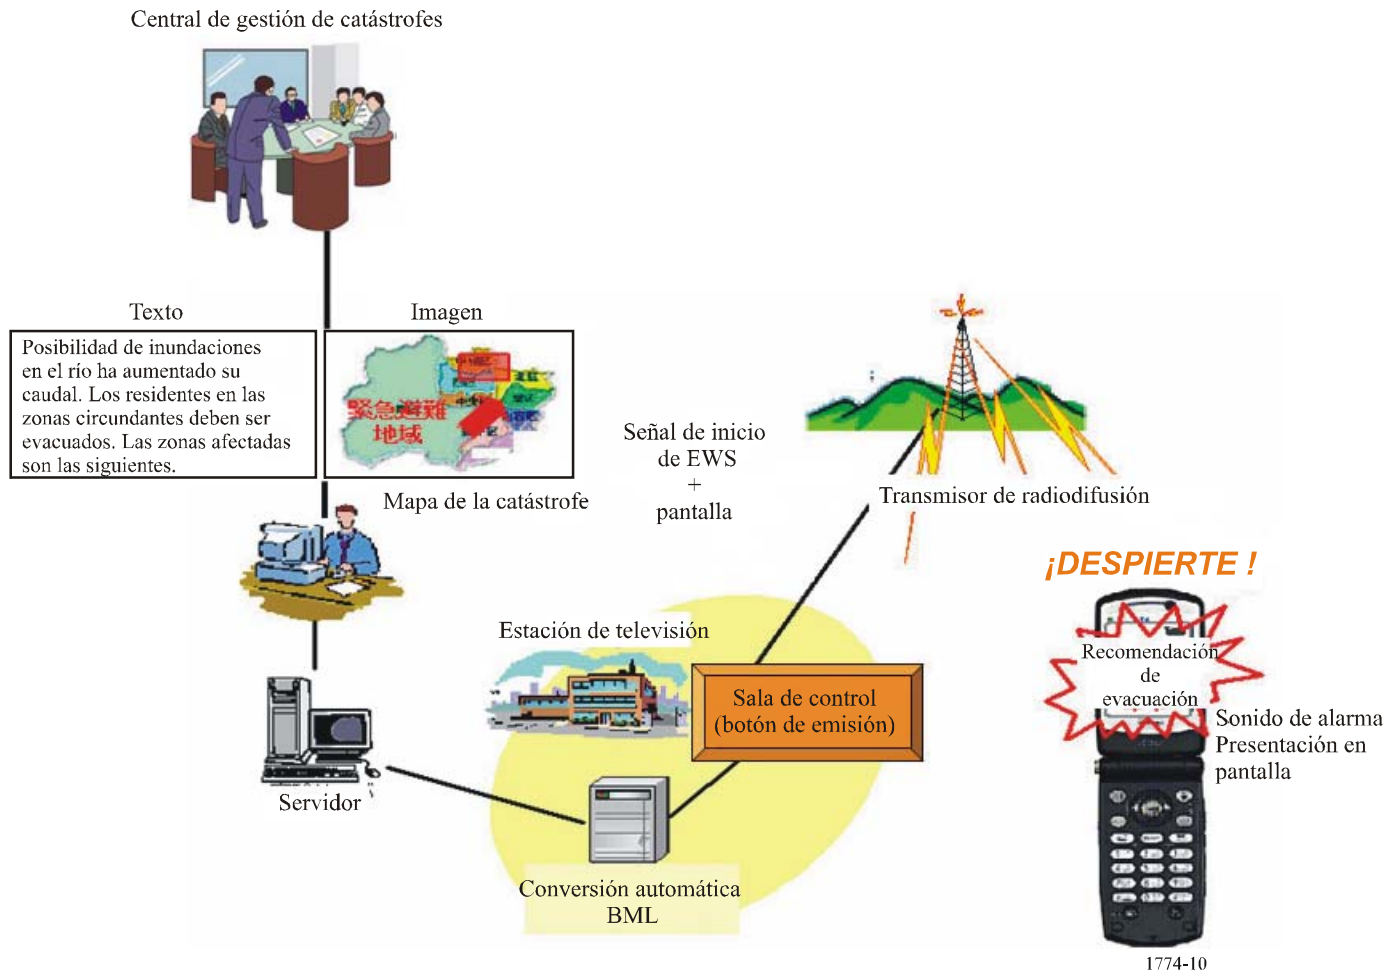 Central de gestión de catástrofes
Texto
Imagen
Posibilidad de inundaciones
en el río ha aumentado su
caudal. Los residentes en las
zonas circundantes deben ser
evacuados. Las zonas afectadas
son las siguientes.
緊急避難
地域
Mapa de la catástrofe
Señal de inicio
de EWS
+
pantalla
Transmisor de radiodifusión
¡DESPIERTE !
Recomendación
de
evacuación
Sonido de alarma
Presentación en
pantalla
Estación de televisión
Sala de control
(botón de emisión)
Servidor
Conversión automática
BML
1774-10